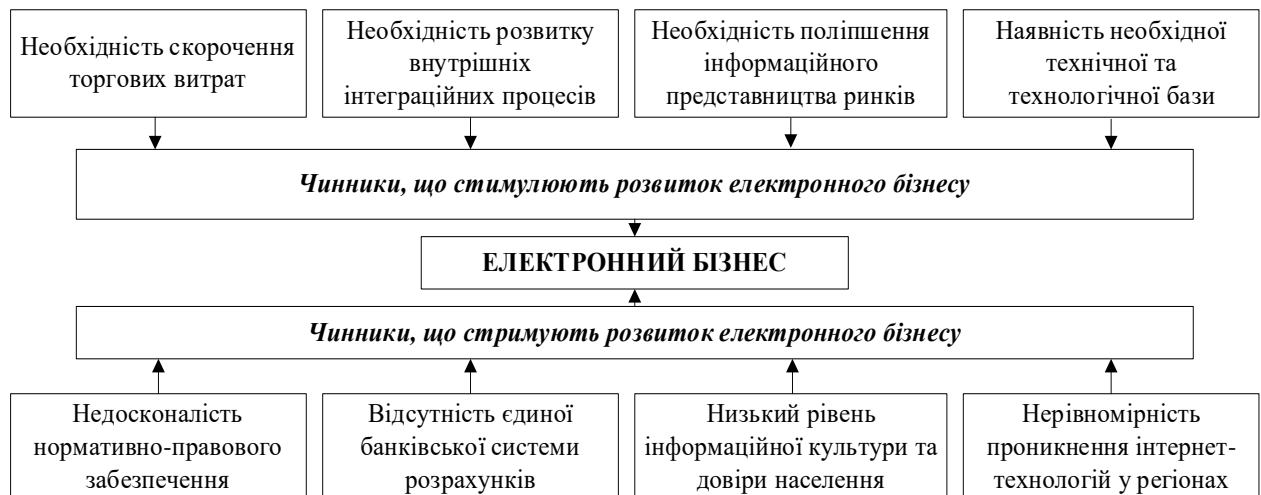 Необхідність скорочення
торгових витрат
Необхідність розвитку
внутрішніх
інтеграційних процесів
Необхідність поліпшення
інформаційного
представництва ринків
Наявність необхідної
технічної та
технологічної бази
Чинники, що стимулюють розвиток електронного бізнесу
ЕЛЕКТРОННИЙ БІЗНЕС
Чинники, що стримують розвиток електронного бізнесу
Недосконалість
нормативно-правового
забезпечення
Відсутність єдиної
банківської системи
розрахунків
Низький рівень
інформаційної культури та
довіри населення
Нерівномірність
проникнення інтернет-
технологій у регіонах